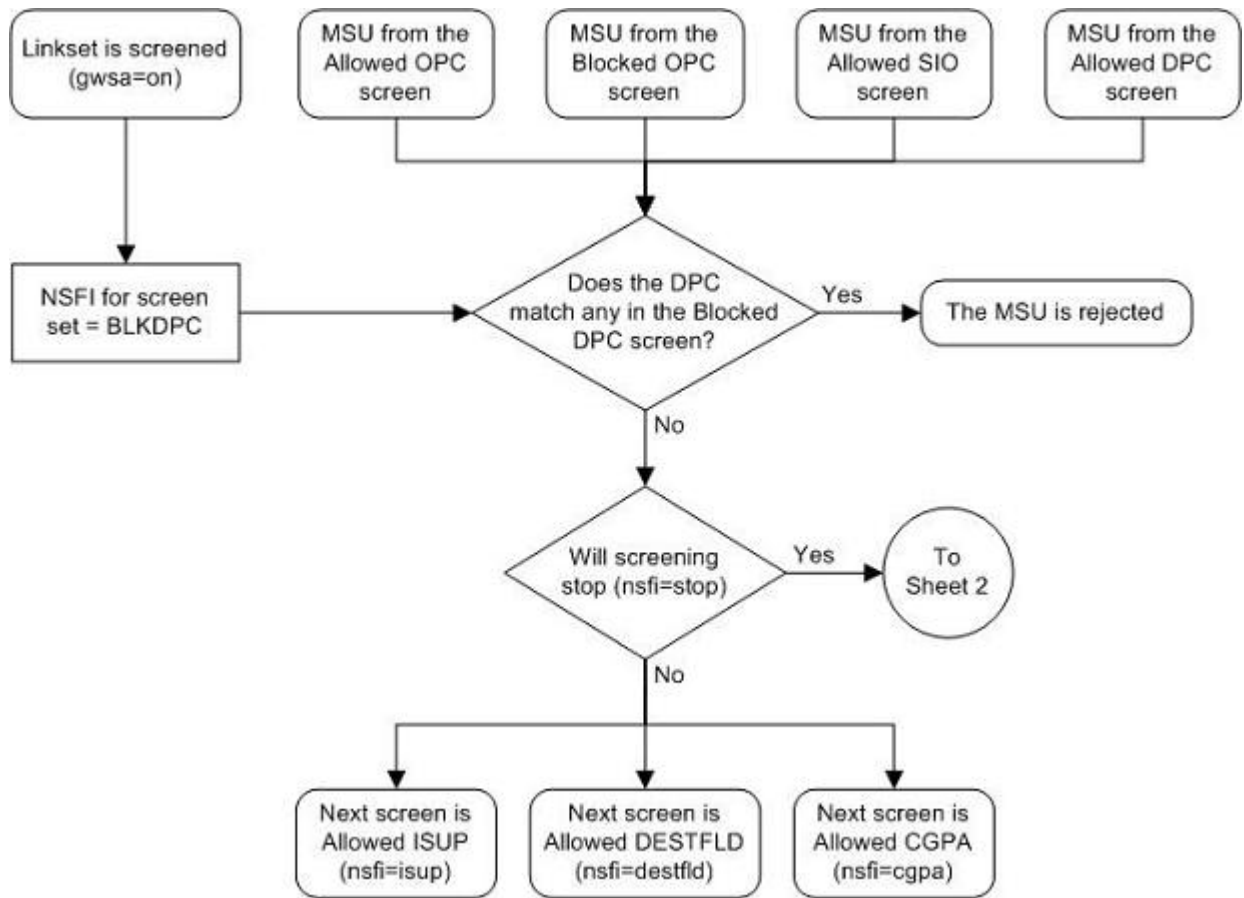 Linkset is screened
(gwsa=on)
MSU from the
Allowed OPC
screen
MSU from the
Blocked OPC
screen
MSU from the
Allowed SIO
screen
MSU from the
Allowed DPC
screen
NSFI for screen
set = BLKDPC
Does the DPC
match any in the Blocked
DPC screen?
Yes
The MSU is rejected
No
Will screening
stop (nsfi=stop)
Yes
To
Sheet 2
No
Next screen is
Allowed ISUP
(nsfi=isup)
Next screen is
Allowed DESTFLD
(nsfi=destfld)
Next screen is
Allowed CGPA
(nsfi=cgpa)